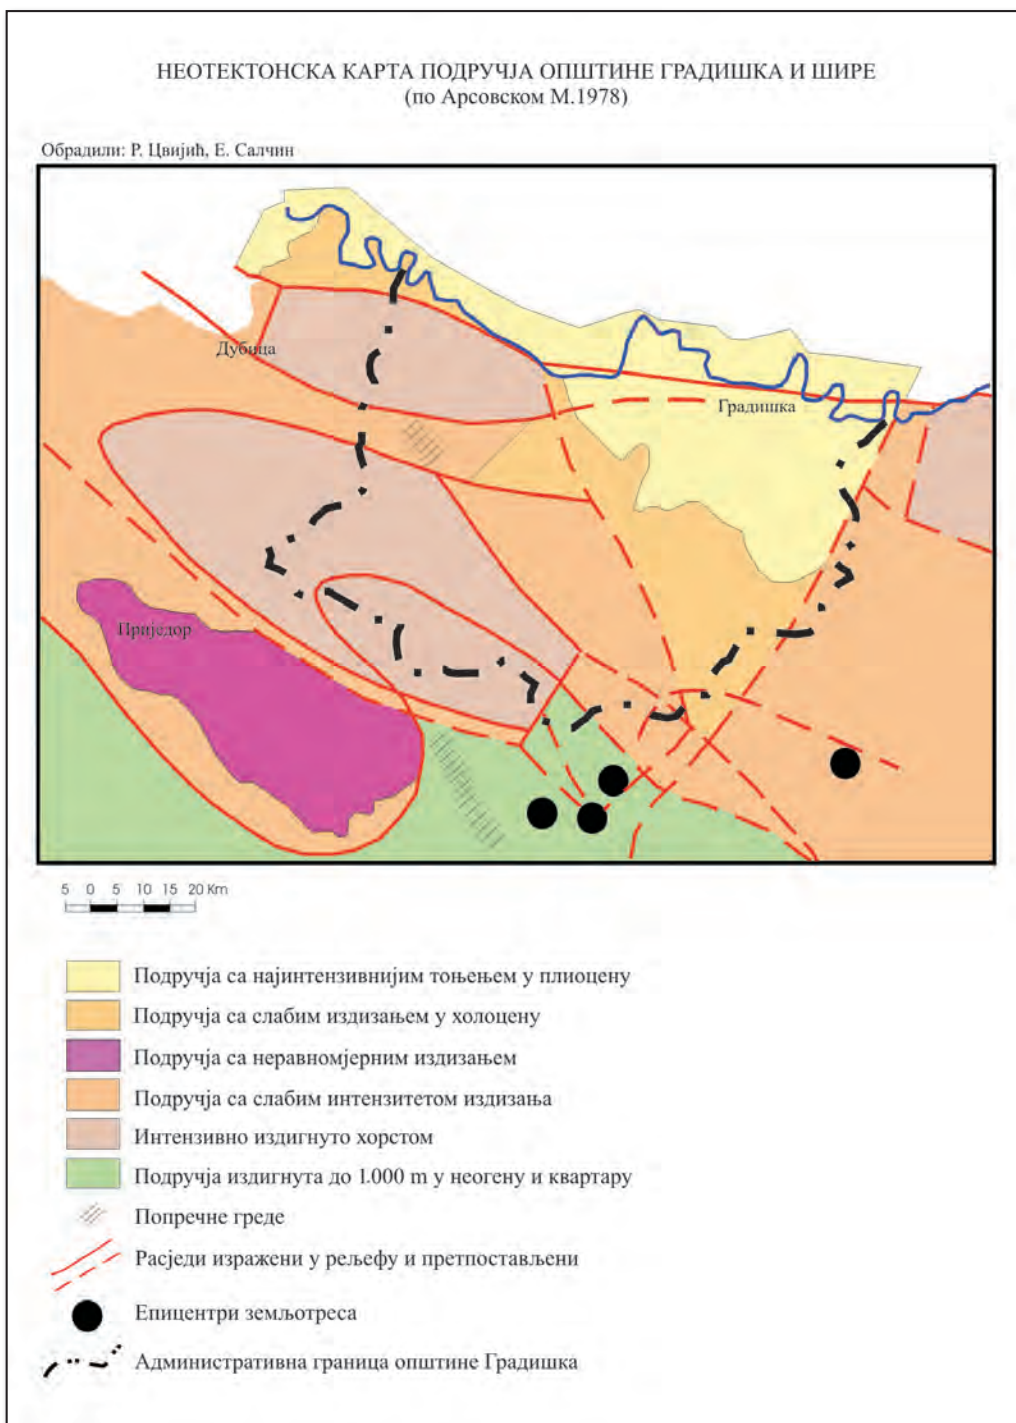 НЕОТЕКТОНСКА КАРТА ПОДРУЧЈА ОПШТИНЕ ГРАДИШКА И ШИРЕ
(по Арсовском М.1978)
Обрадили: Р. Цвијић, Е. Салчин
Дубица
Градишка
Приједор
5 0 5 10 15 20 Km
Подручја са најинтензивнијим тоњењем у плиоцену
Подручја са слабим издизањем у холоцену
Подручја са неравномјерним издизањем
Подручја са слабим интензитетом издизања
Интензивно издигнуто хорстом
Подручја издигнута до 1.000 m у неогену и квартару
Попречне греде
Расједи изражени у рељефу и претпостављени
Епицентри земљотреса
Административна граница општине Градишка